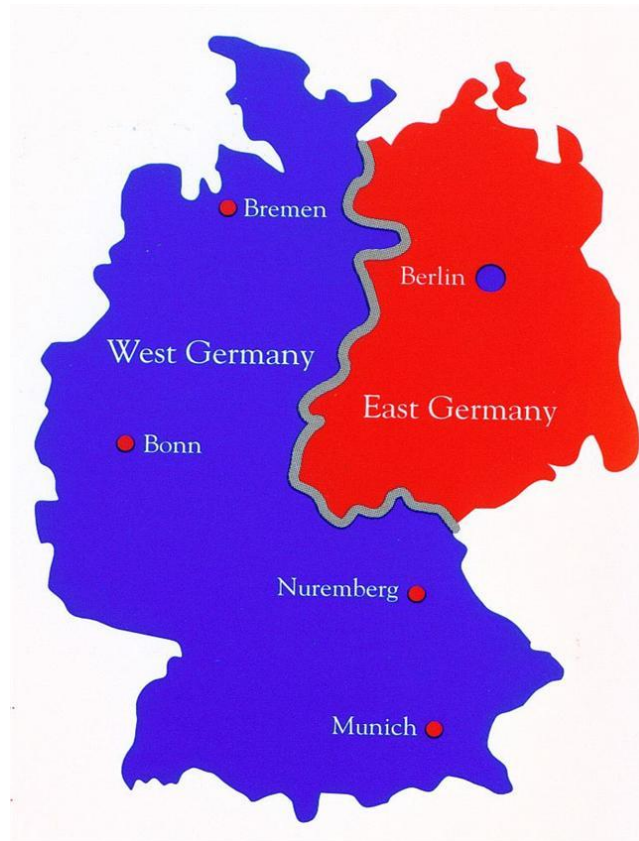 Bremen
Berlin
West Germany
East Germany
Bonn
Nuremberg
Munich